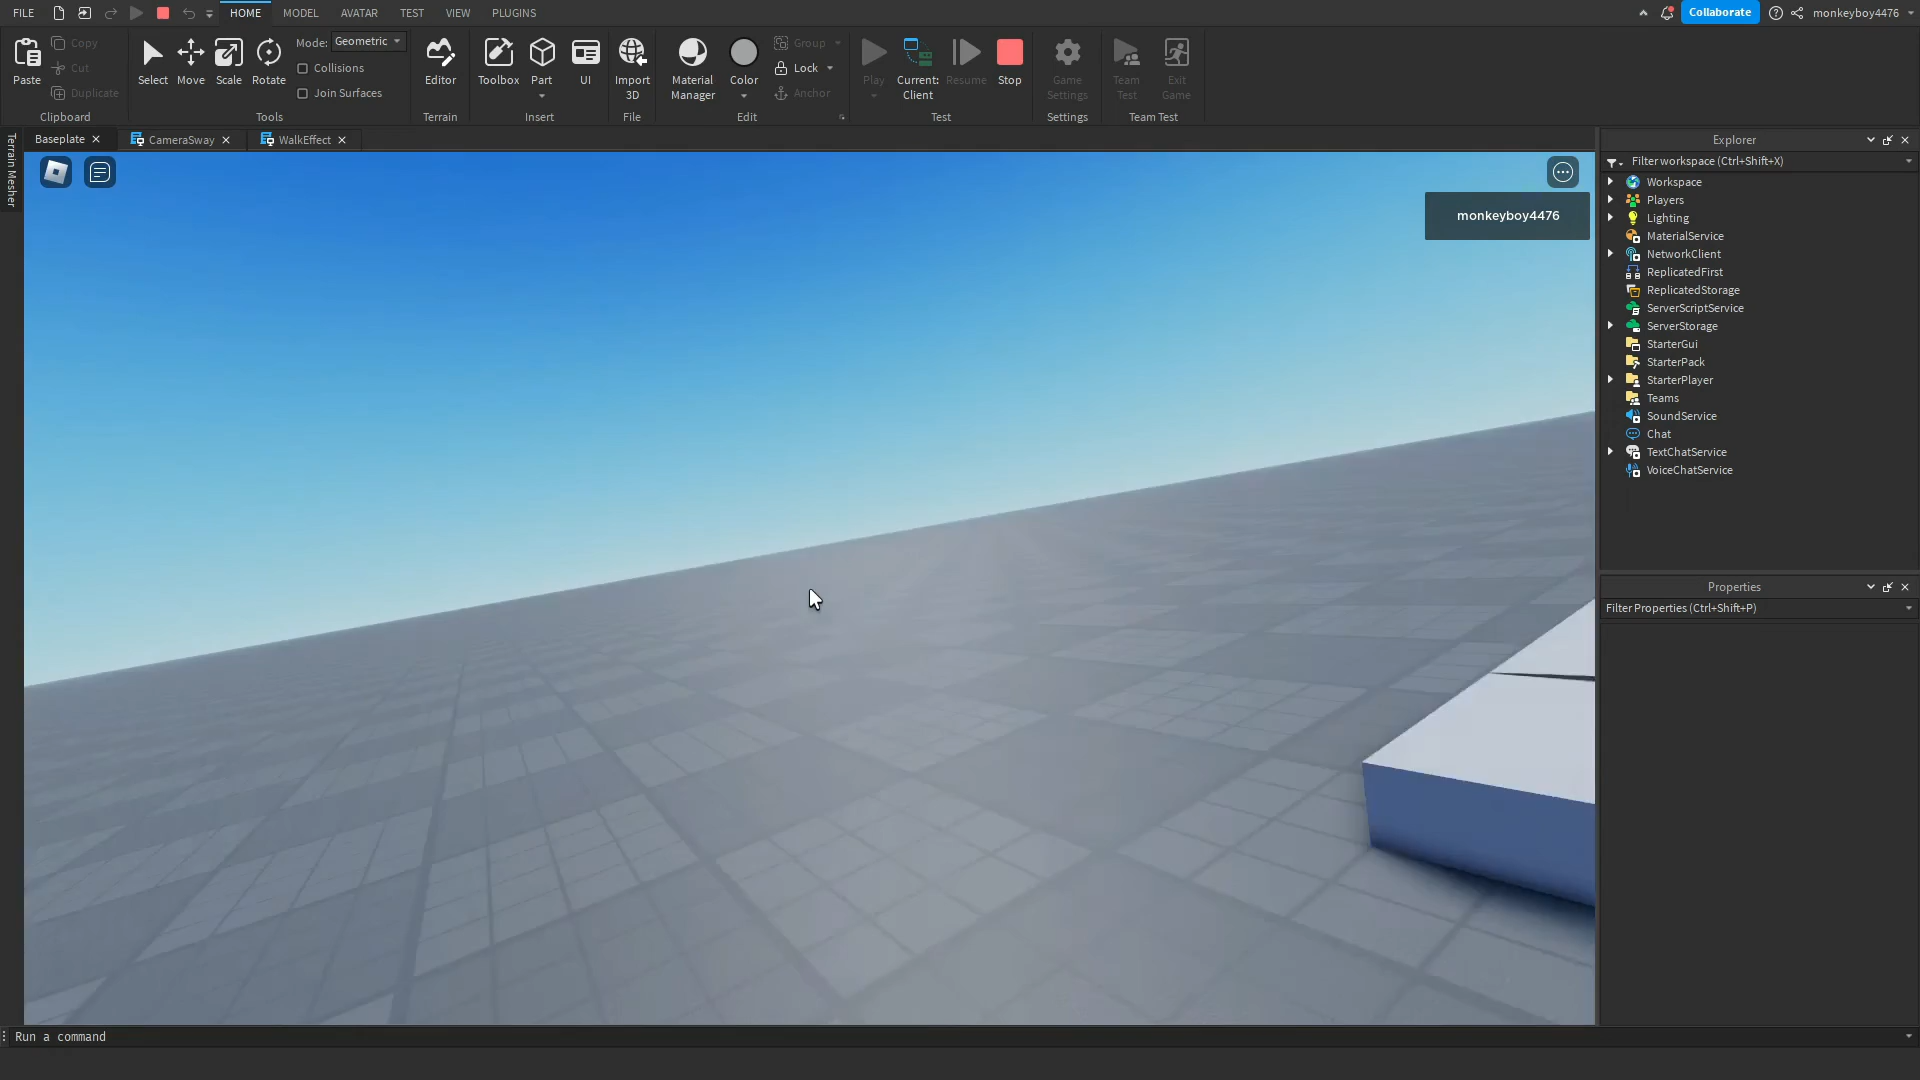 FILE HOME MODEL AVATAR TEST VIEW PLUGINS Collaborate monkeyboy4476
Paste Copy Cut Duplicate Clipboard
Select Move Scale Rotate Mode: Geometric Collisions Join Surfaces Tools
Editor Terrain
Toolbox Part UI Insert
Import 3D File
Material Manager Color Group Lock Anchor Edit
Play Current: Client Resume Stop Test
Game Settings Settings
Team Test Exit Game Team Test
Terrain Mesher
Baseplate CameraSway WalkEffect
monkeyboy4476
Explorer
Filter workspace (Ctrl+Shift+X)
Workspace
Players
Lighting
MaterialService
NetworkClient
ReplicatedFirst
ReplicatedStorage
ServerScriptService
ServerStorage
StarterGui
StarterPack
StarterPlayer
Teams
SoundService
Chat
TextChatService
VoiceChatService
Properties
Filter Properties (Ctrl+Shift+P)
Run a command